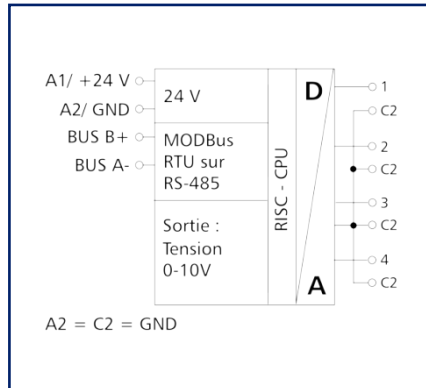 A1/ +24 V
A2/ GND
BUS B+
BUS A-
24 V
MODBus
RTU sur
RS-485
Sortie :
Tension
0-10V
RISC - CPU
D
A
1
C2
2
C2
3
C2
4
C2
A2 = C2 = GND